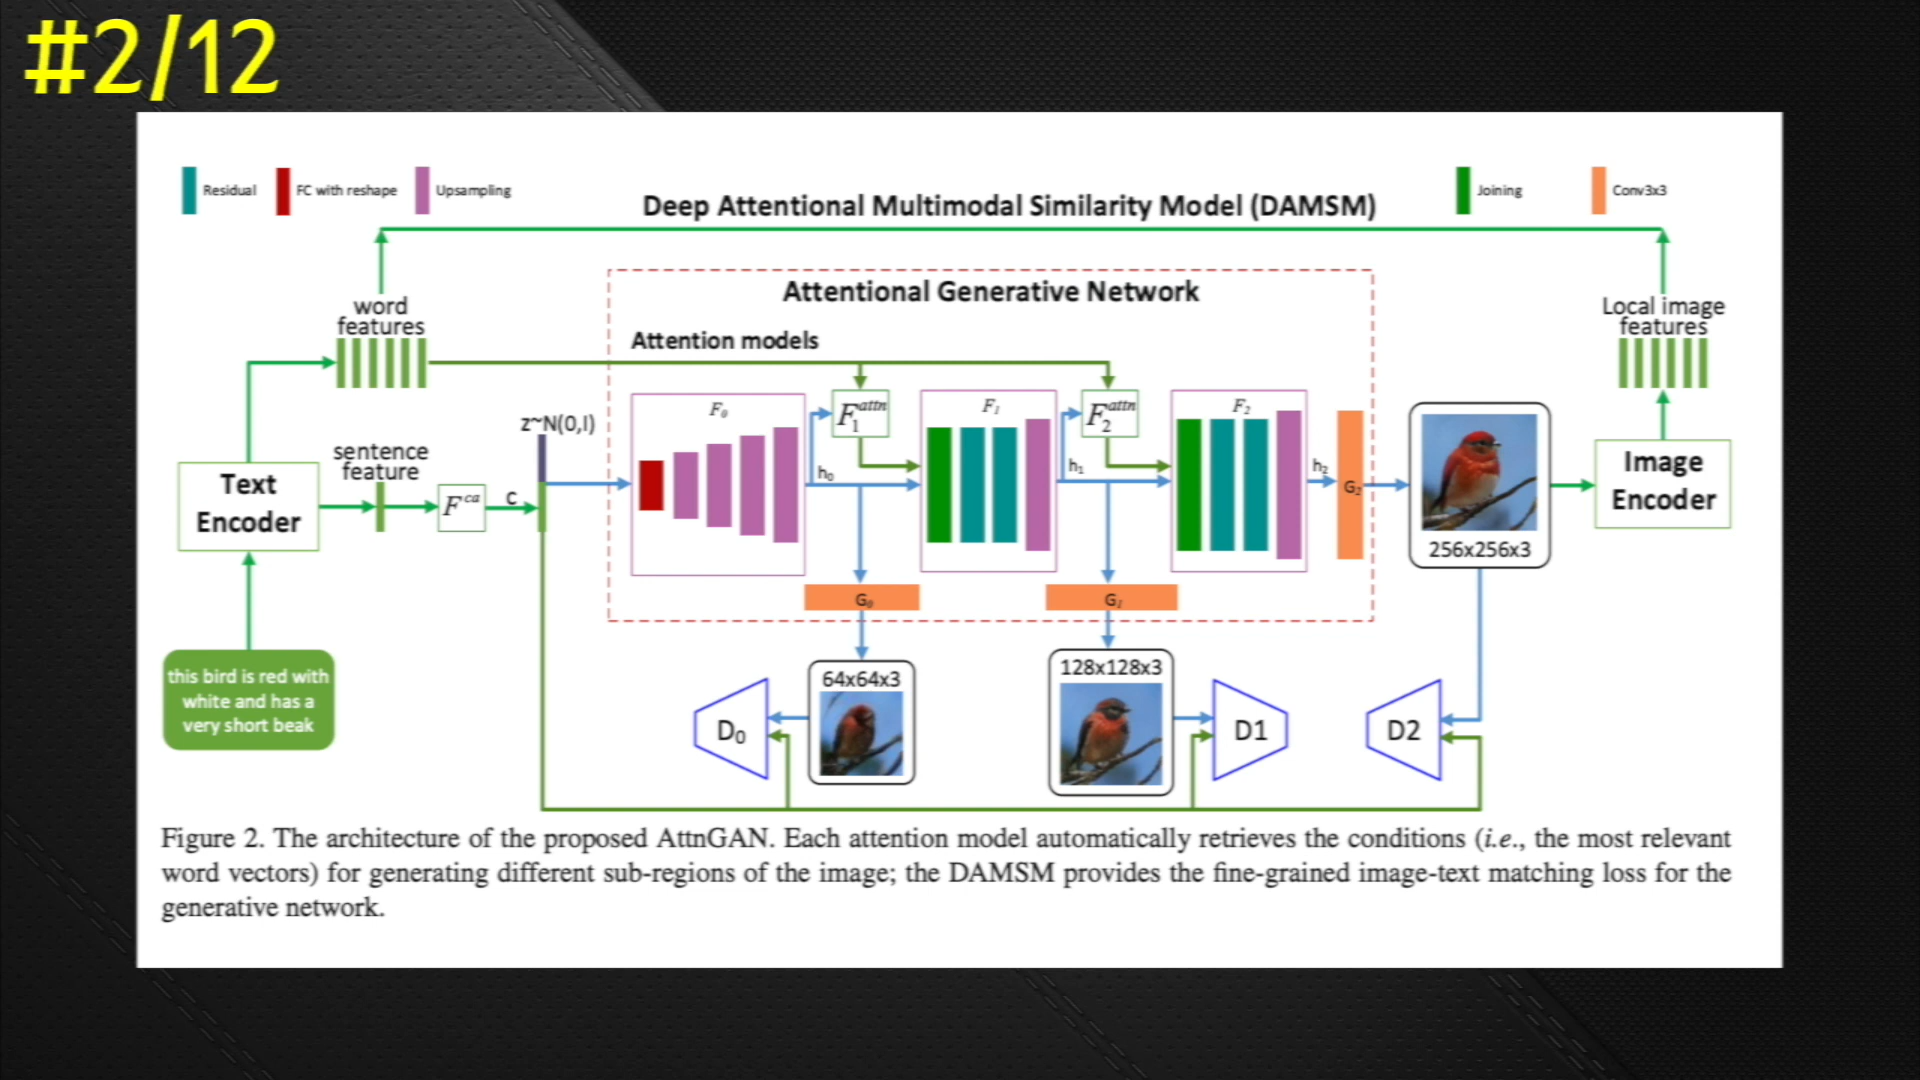 #2/12
Residual
FC with reshape
Upsampling
Joining
Conv3x3
Deep Attentional Multimodal Similarity Model (DAMSM)
Attentional Generative Network
word
features
Local image
features
Attention models
z~N(0,I)
F₀
F₁ᵃᵗᵗⁿ
F₁
F₂ᵃᵗᵗⁿ
F₂
sentence
feature
Text
Encoder
Fᶜᵃ
c
h₀
h₁
h₂
G₂
256x256x3
Image
Encoder
G₀
G₁
this bird is red with
white and has a
very short beak
D₀
64x64x3
128x128x3
D1
D2
Figure 2. The architecture of the proposed AttnGAN. Each attention model automatically retrieves the conditions (i.e., the most relevant
word vectors) for generating different sub-regions of the image; the DAMSM provides the fine-grained image-text matching loss for the
generative network.